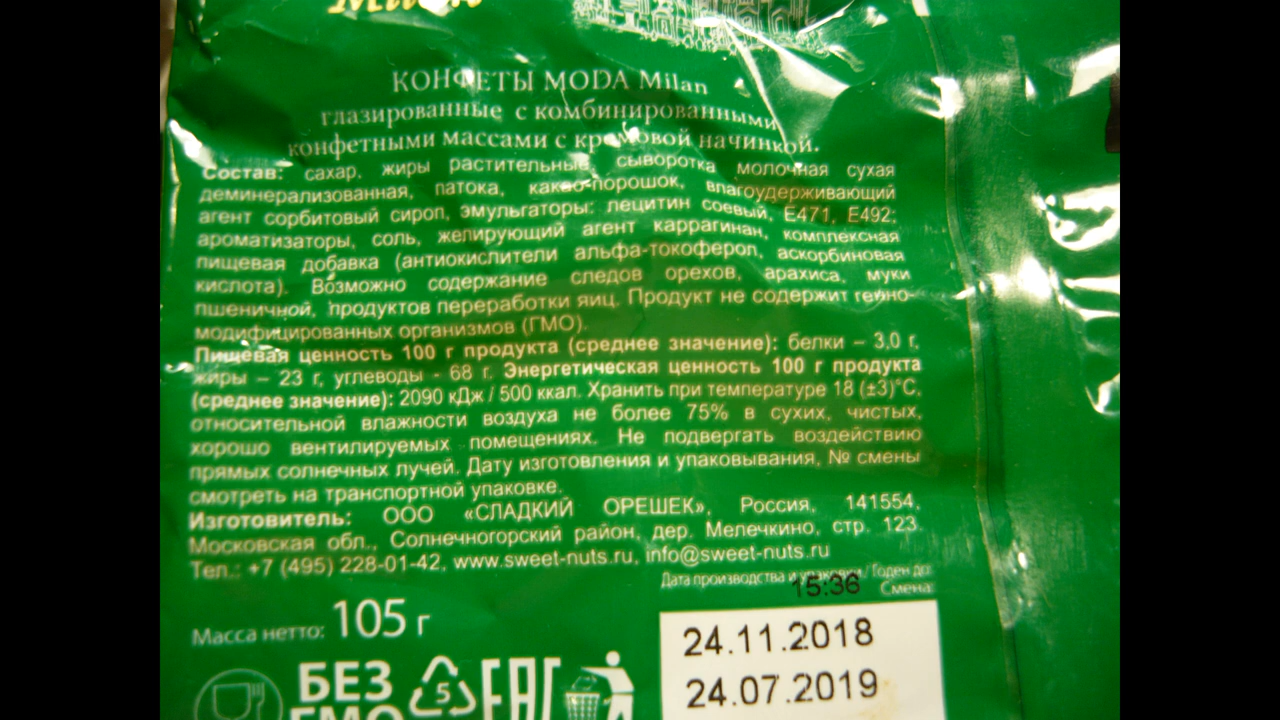 Milan
КОНФЕТЫ MODA Milan
глазированные с комбинированными
конфетными массами с кремовой начинкой.
Состав: сахар, жиры растительные, сыворотка молочная сухая
деминерализованная, патока, какао-порошок, влагоудерживающий
агент сорбитовый сироп, эмульгаторы: лецитин соевый, Е471, Е492;
ароматизаторы, соль, желирующий агент каррагинан, комплексная
пищевая добавка (антиокислители альфа-токоферол, аскорбиновая
кислота). Возможно содержание следов орехов, арахиса, муки
пшеничной, продуктов переработки яиц. Продукт не содержит генно-
модифицированных организмов (ГМО).
Пищевая ценность 100 г продукта (среднее значение): белки – 3,0 г,
жиры – 23 г, углеводы - 68 г. Энергетическая ценность 100 г продукта
(среднее значение): 2090 кДж / 500 ккал. Хранить при температуре 18 (±3)°С,
относительной влажности воздуха не более 75% в сухих, чистых,
хорошо вентилируемых помещениях. Не подвергать воздействию
прямых солнечных лучей. Дату изготовления и упаковывания, № смены
смотреть на транспортной упаковке.
Изготовитель: ООО «СЛАДКИЙ ОРЕШЕК», Россия, 141554,
Московская обл., Солнечногорский район, дер. Мелечкино, стр. 123.
Тел.: +7 (495) 228-01-42, www.sweet-nuts.ru, info@sweet-nuts.ru
Дата производства и упаковки / Годен до:
15:36 Смена:
Масса нетто: 105 г
24.11.2018
24.07.2019
БЕЗ
ГМО
5
EAC